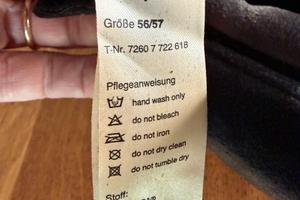 Größe 56/57
T-Nr. 7260 7 722 618
Pflegeanweisung
hand wash only
do not bleach
do not iron
do not dry clean
do not tumble dry
Stoff: